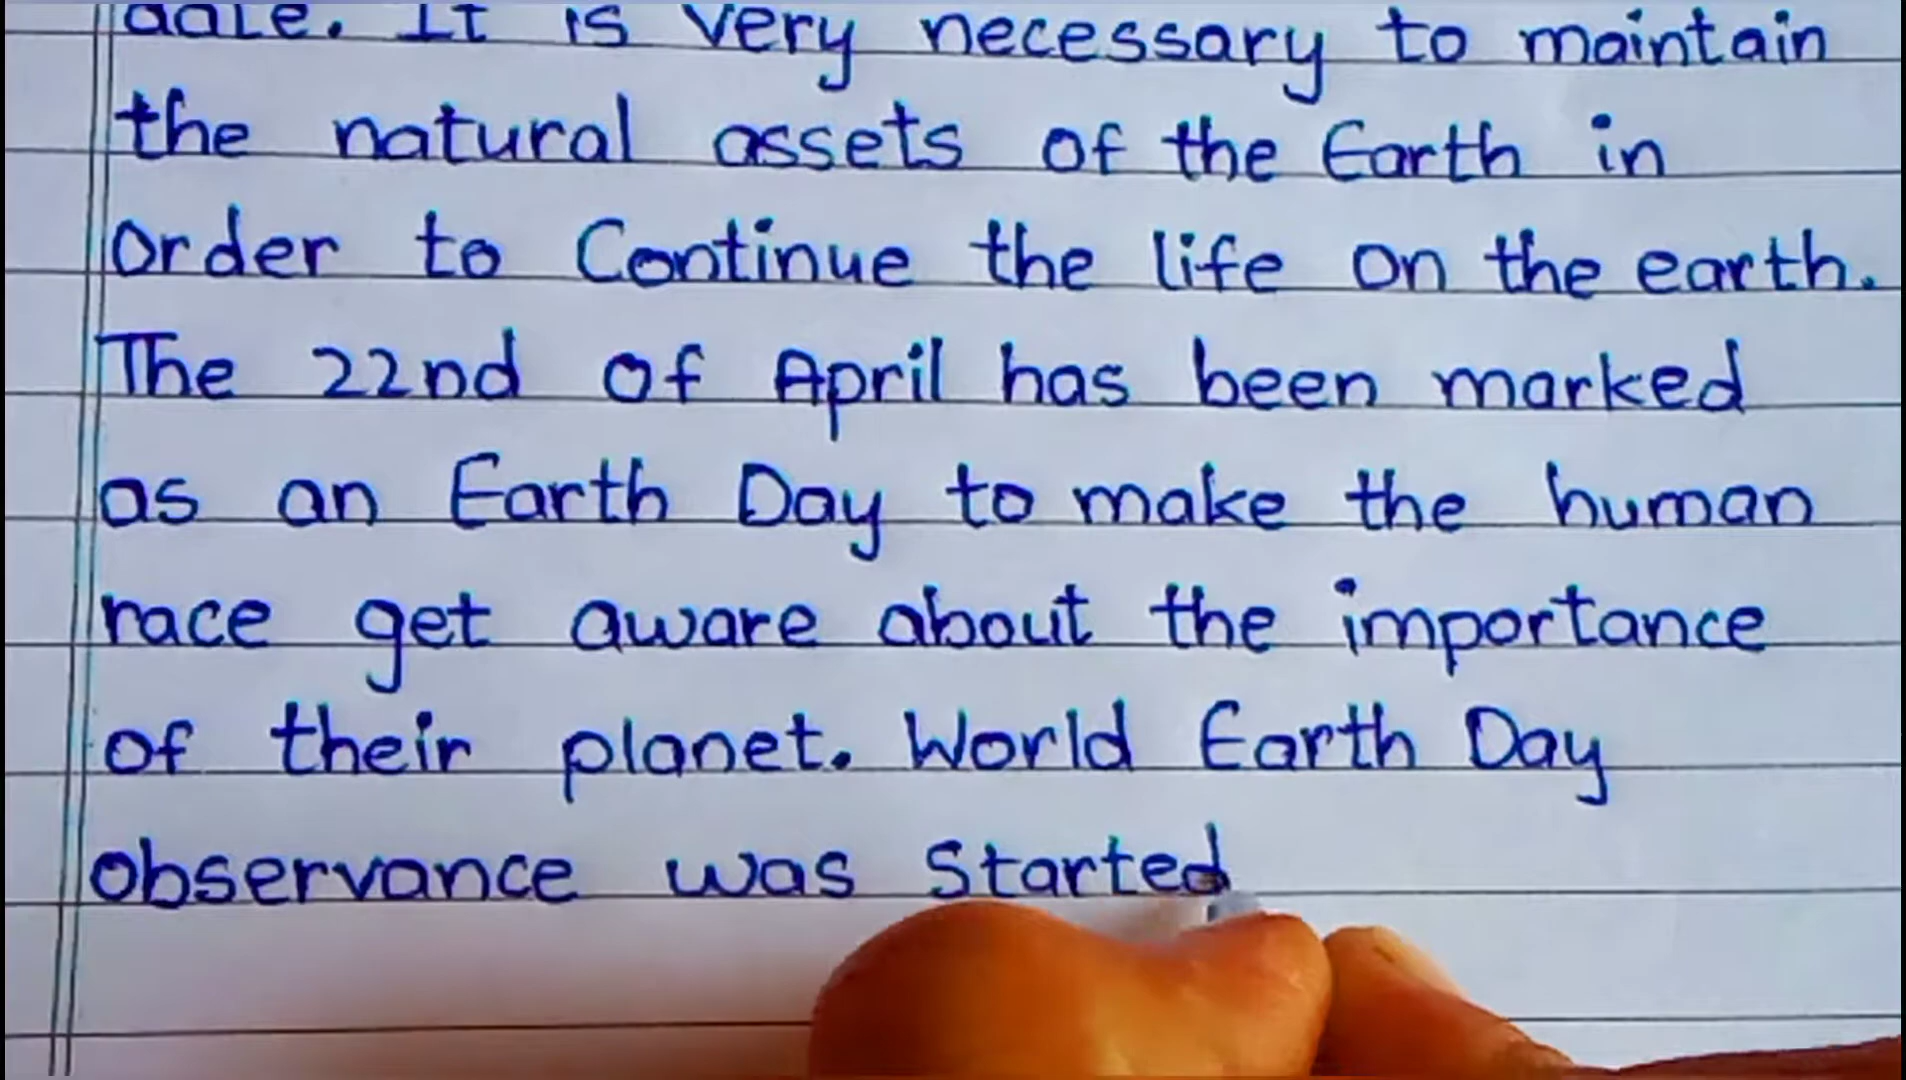 date. It is very necessary to maintain
the natural assets of the Earth in
order to Continue the life on the earth.
The 22nd of April has been marked
as an Earth Day to make the human
race get aware about the importance
of their planet. World Earth Day
observance was Started